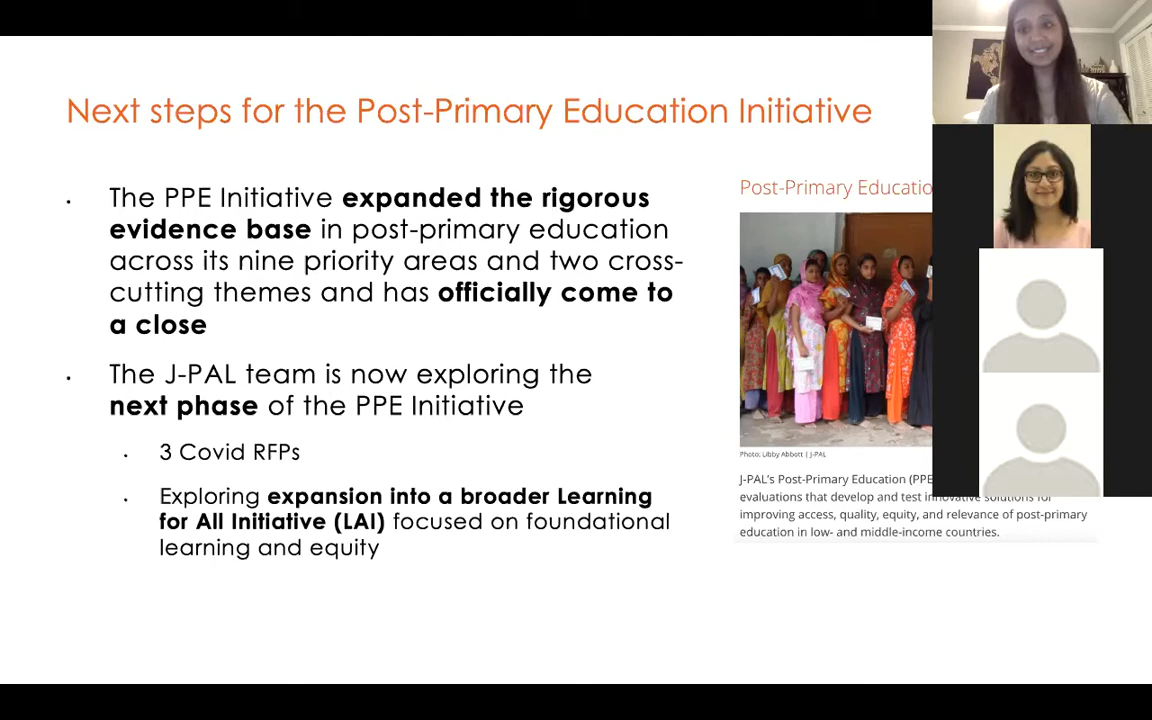 Next steps for the Post-Primary Education Initiative
• The PPE Initiative expanded the rigorous
evidence base in post-primary education
across its nine priority areas and two cross-
cutting themes and has officially come to
a close
• The J-PAL team is now exploring the
next phase of the PPE Initiative
• 3 Covid RFPs
• Exploring expansion into a broader Learning
for All Initiative (LAI) focused on foundational
learning and equity
Post-Primary Educatio
Photo: Libby Abbott | J-PAL
J-PAL's Post-Primary Education (PPE
evaluations that develop and test innovative solutions for
improving access, quality, equity, and relevance of post-primary
education in low- and middle-income countries.